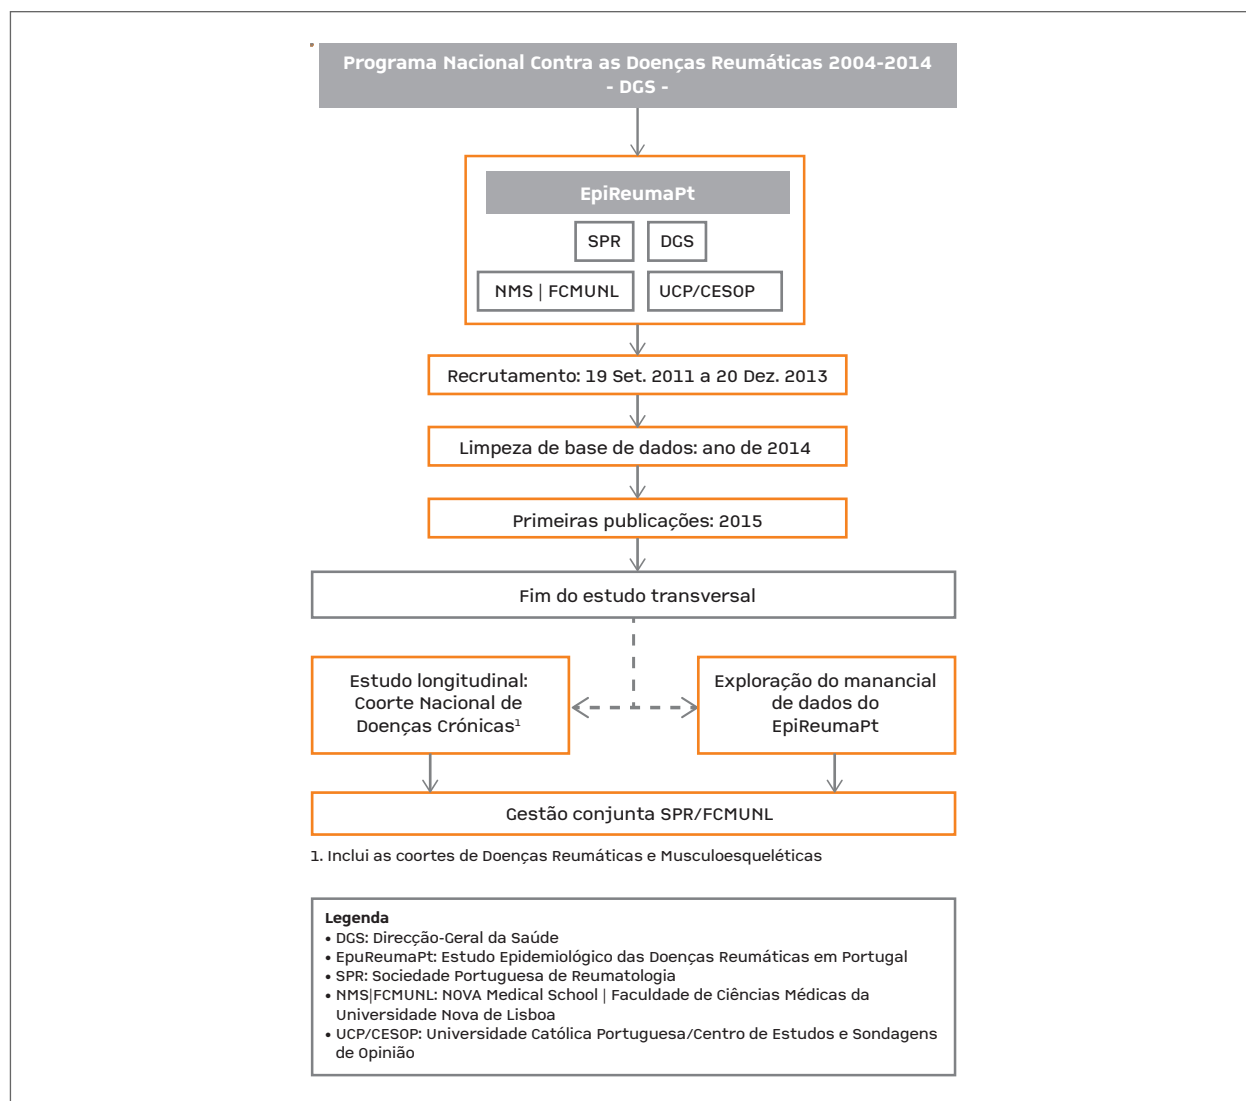 Programa Nacional Contra as Doenças Reumáticas 2004-2014
- DGS -
EpiReumaPt
SPR
DGS
NMS | FCMUNL
UCP/CESOP
Recrutamento: 19 Set. 2011 a 20 Dez. 2013
Limpeza de base de dados: ano de 2014
Primeiras publicações: 2015
Fim do estudo transversal
Estudo longitudinal:
Coorte Nacional de
Doenças Crónicas¹
Exploração do manancial
de dados do
EpiReumaPt
Gestão conjunta SPR/FCMUNL
1. Inclui as coortes de Doenças Reumáticas e Musculoesqueléticas
Legenda
• DGS: Direcção-Geral da Saúde
• EpuReumaPt: Estudo Epidemiológico das Doenças Reumáticas em Portugal
• SPR: Sociedade Portuguesa de Reumatologia
• NMS|FCMUNL: NOVA Medical School | Faculdade de Ciências Médicas da
Universidade Nova de Lisboa
• UCP/CESOP: Universidade Católica Portuguesa/Centro de Estudos e Sondagens
de Opinião